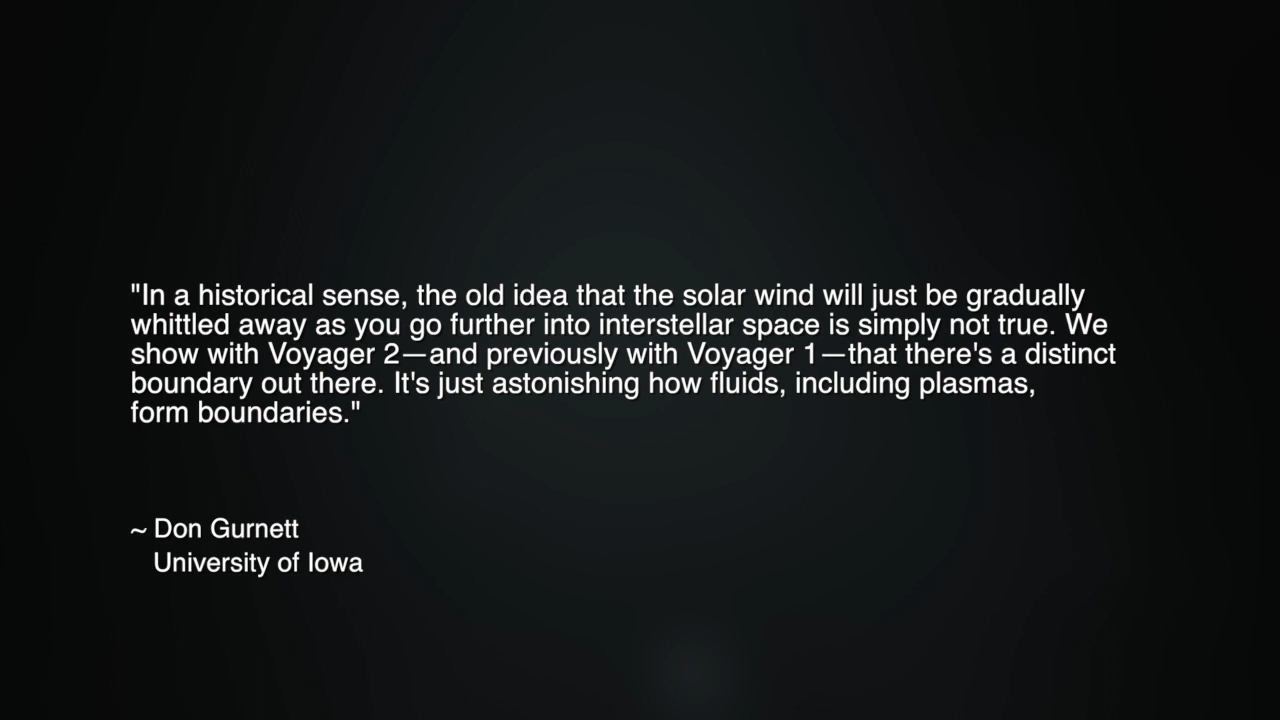 "In a historical sense, the old idea that the solar wind will just be gradually
whittled away as you go further into interstellar space is simply not true. We
show with Voyager 2—and previously with Voyager 1—that there's a distinct
boundary out there. It's just astonishing how fluids, including plasmas,
form boundaries."
~ Don Gurnett
University of Iowa